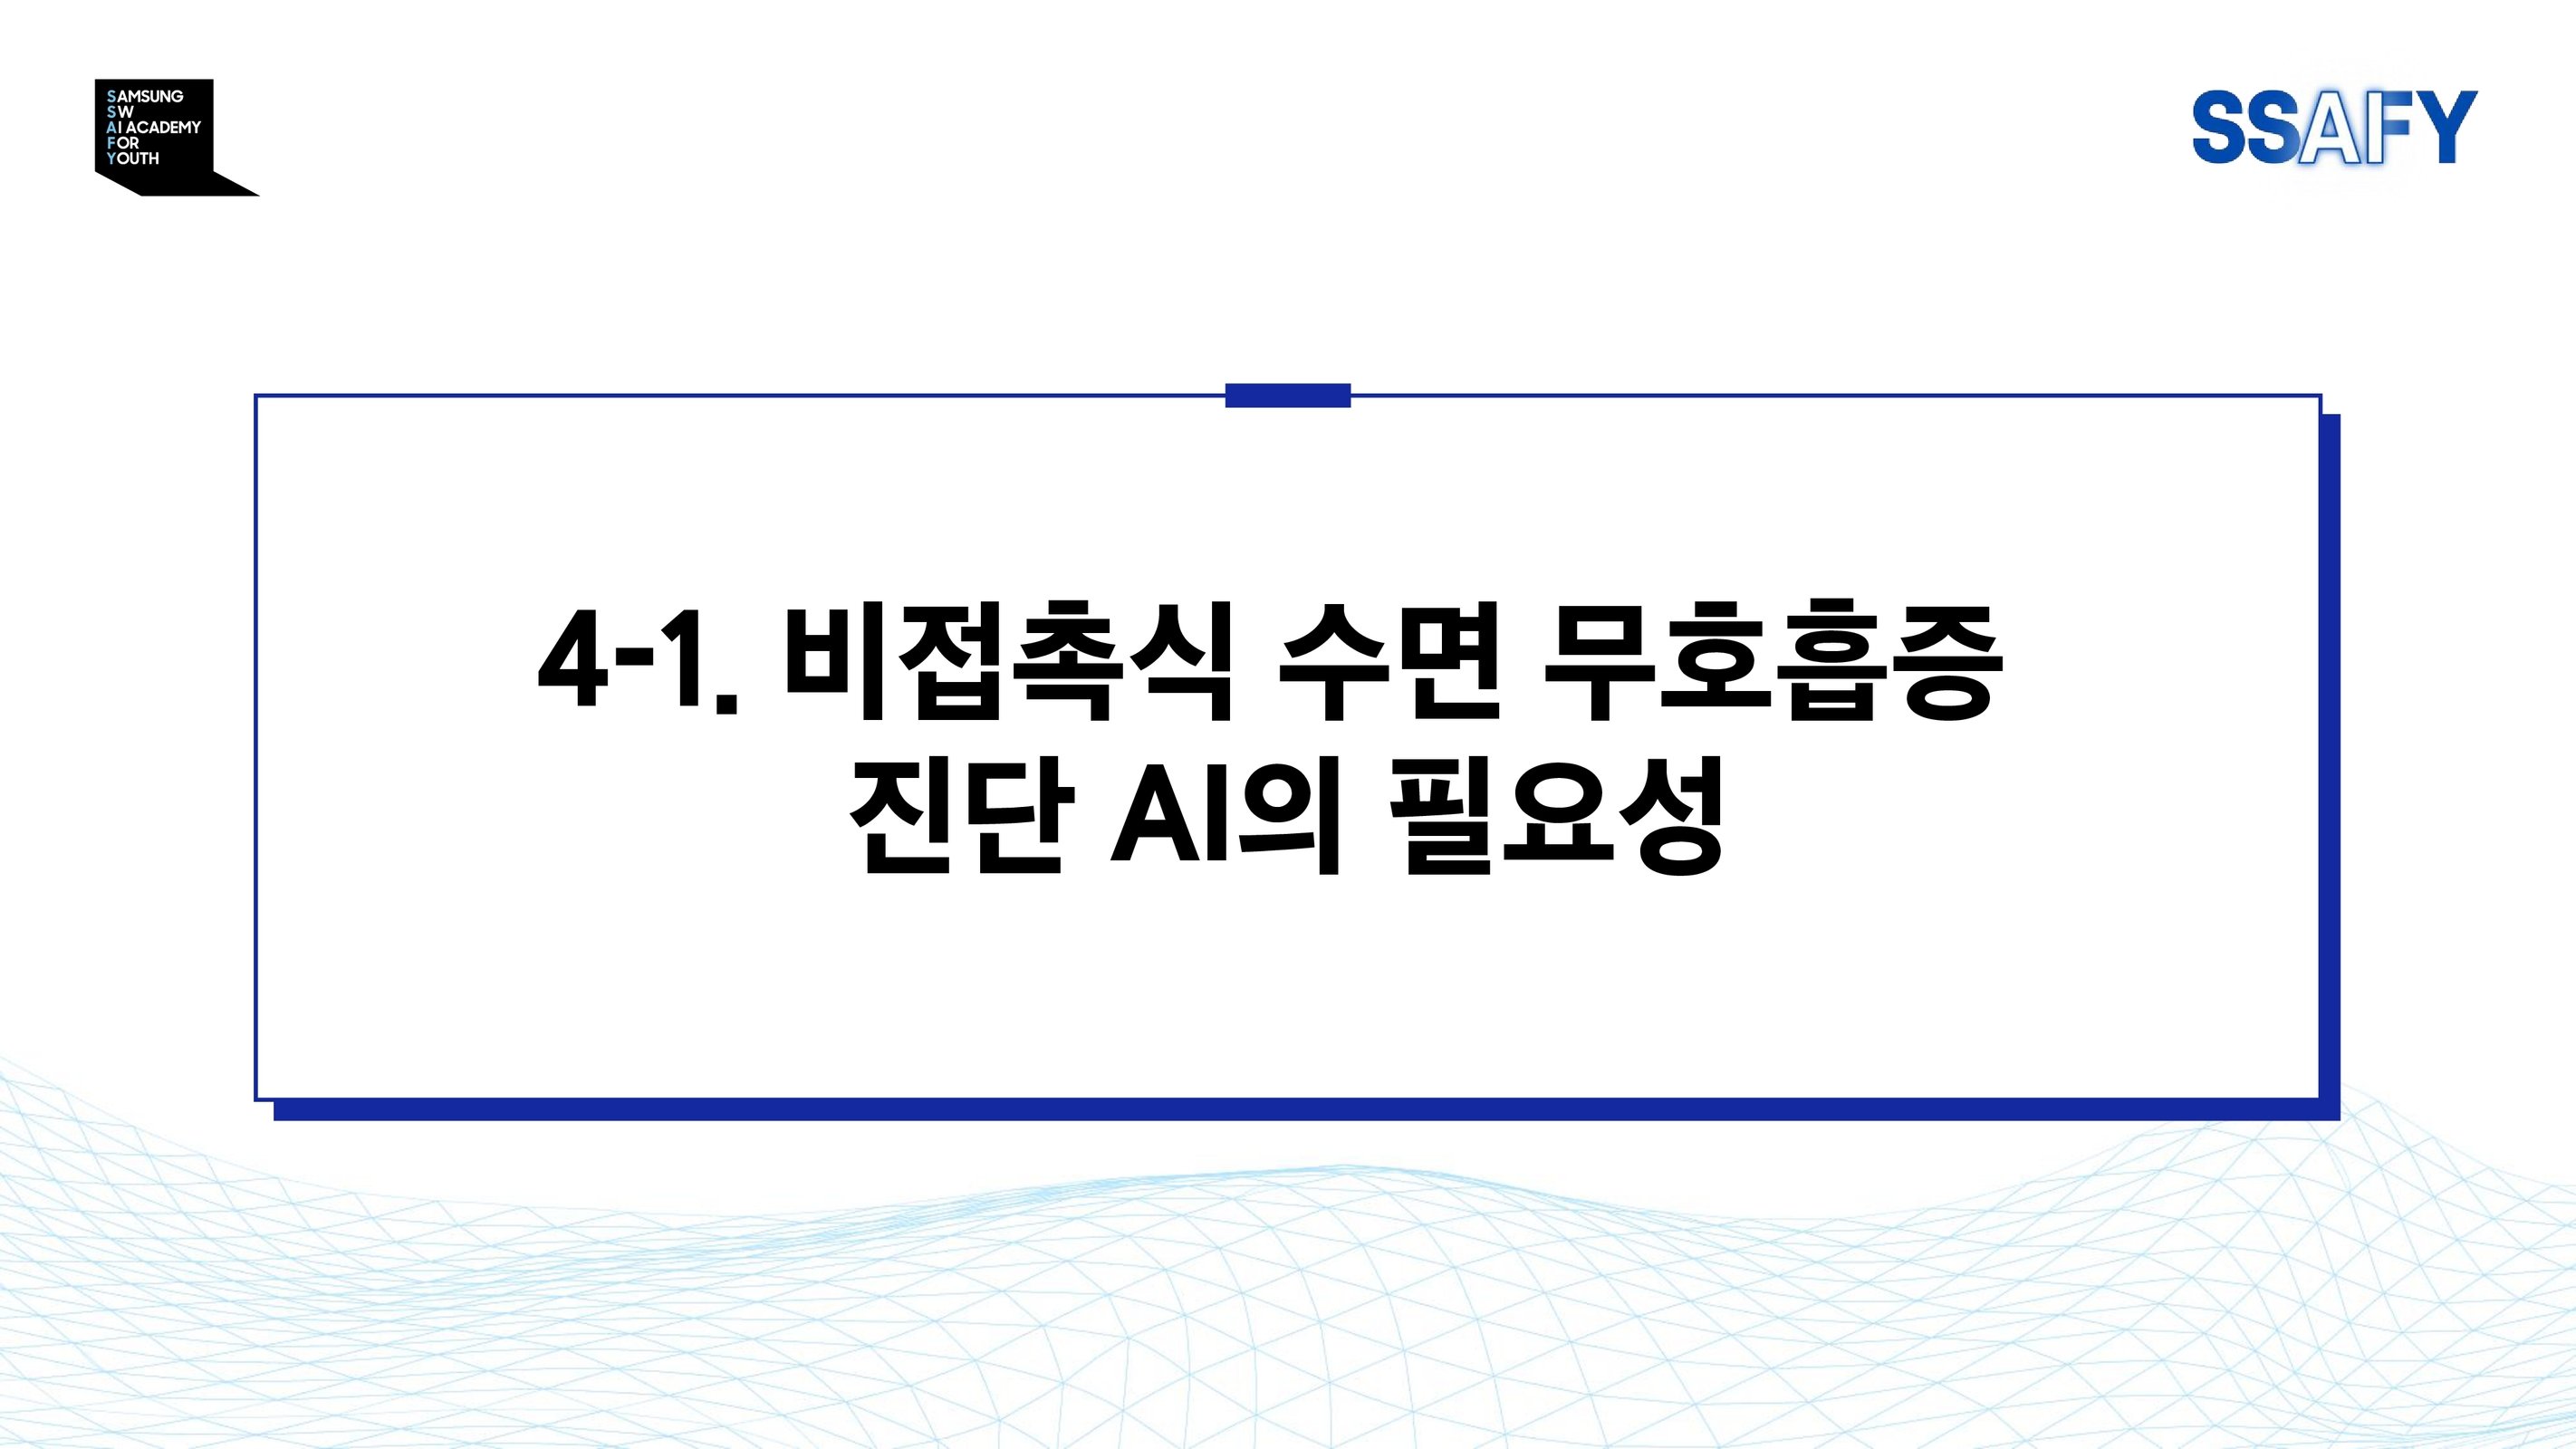 SAMSUNG
SW
AI ACADEMY
FOR
YOUTH
SSAFY
4-1. 비접촉식 수면 무호흡증
진단 AI의 필요성